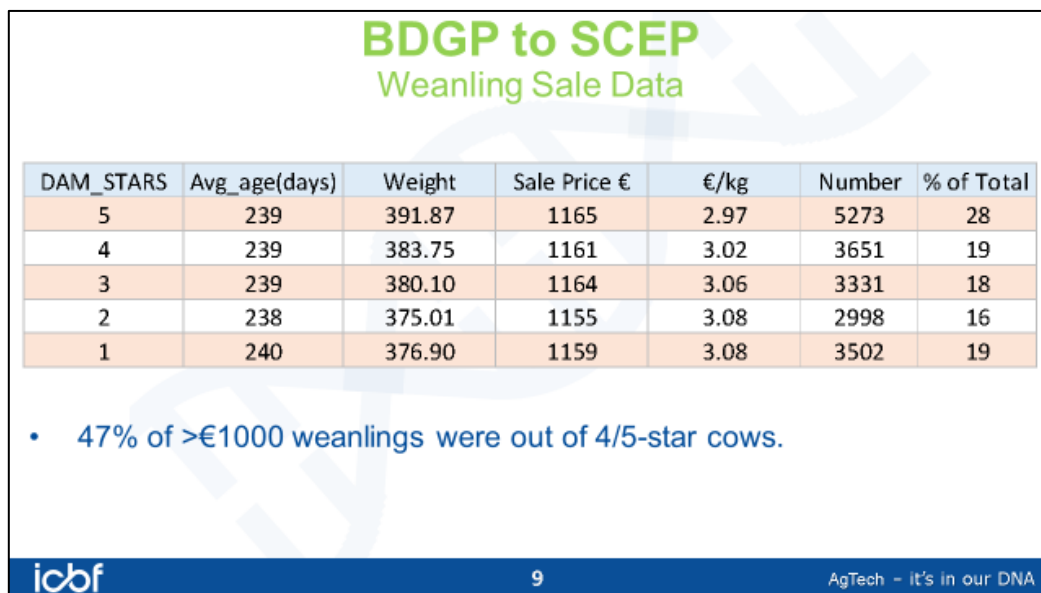 BDGP to SCEP
Weanling Sale Data
DAM_STARS Avg_age(days) Weight Sale Price € €/kg Number % of Total
5 239 391.87 1165 2.97 5273 28
4 239 383.75 1161 3.02 3651 19
3 239 380.10 1164 3.06 3331 18
2 238 375.01 1155 3.08 2998 16
1 240 376.90 1159 3.08 3502 19
• 47% of >€1000 weanlings were out of 4/5-star cows.
icbf 9 AgTech – it's in our DNA